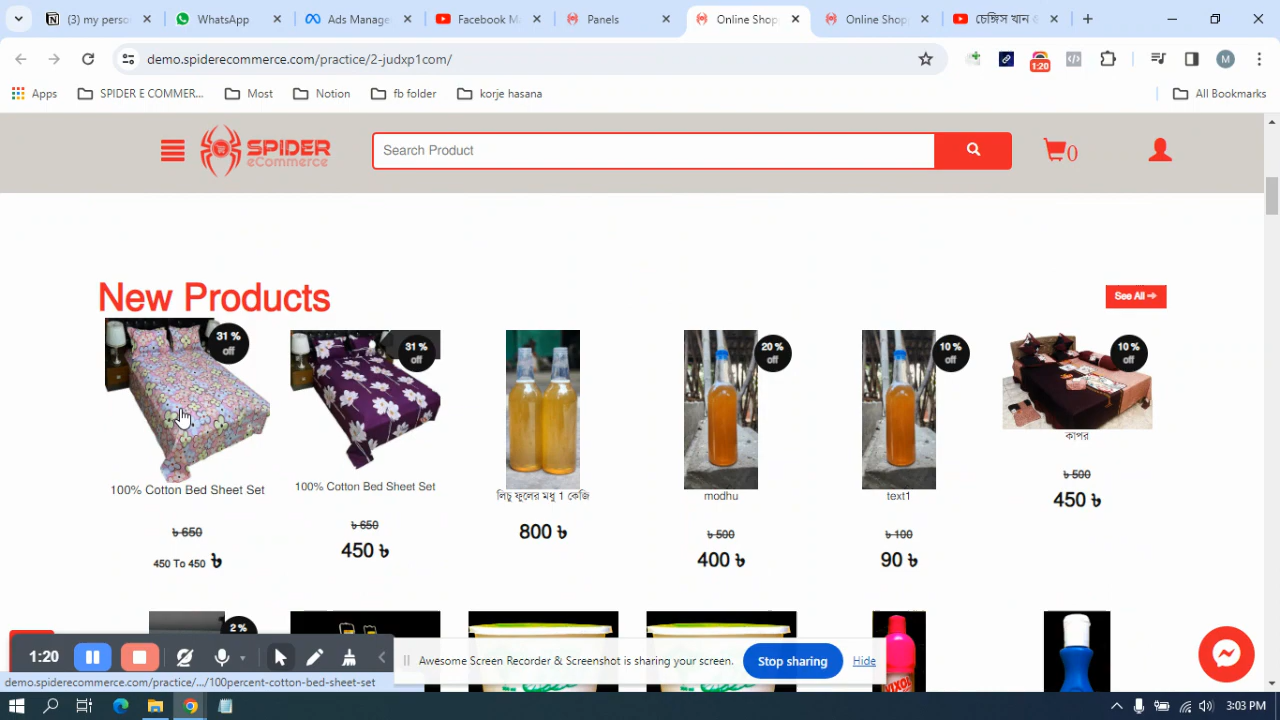 (3) my person
WhatsApp
Ads Manage
Facebook M
Panels
Online Shop
Online Shop
চেঙ্গিস খান ও
demo.spiderecommerce.com/practice/2-judxp1com/
1:20
M
Apps
SPIDER E COMMER...
Most
Notion
fb folder
korje hasana
All Bookmarks
SPIDER
eCommerce
Search Product
0
New Products
See All
31 %
off
31 %
off
20 %
off
10 %
off
10 %
off
100% Cotton Bed Sheet Set
৳ 650
450 To 450 ৳
100% Cotton Bed Sheet Set
৳ 650
450 ৳
লিচু ফুলের মধু 1 কেজি
800 ৳
modhu
৳ 500
400 ৳
text1
৳ 100
90 ৳
কাপর
৳ 500
450 ৳
2 %
1:20
Awesome Screen Recorder & Screenshot is sharing your screen.
Stop sharing
Hide
demo.spiderecommerce.com/practice/.../100percent-cotton-bed-sheet-set
3:03 PM